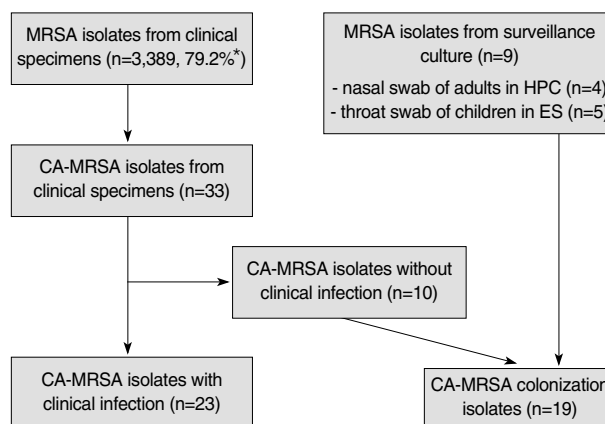 MRSA isolates from clinical
specimens (n=3,389, 79.2%*)
MRSA isolates from surveillance
culture (n=9)
- nasal swab of adults in HPC (n=4)
- throat swab of children in ES (n=5)
CA-MRSA isolates from
clinical specimens (n=33)
CA-MRSA isolates without
clinical infection (n=10)
CA-MRSA isolates with
clinical infection (n=23)
CA-MRSA colonization
isolates (n=19)